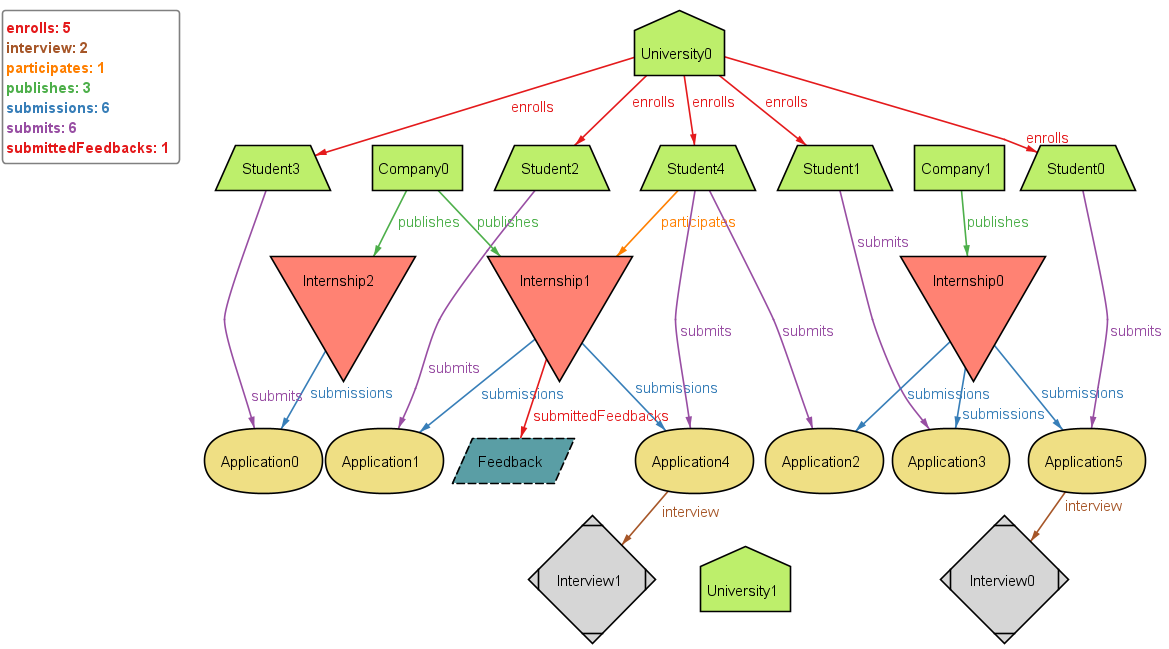 enrolls: 5
interview: 2
participates: 1
publishes: 3
submissions: 6
submits: 6
submittedFeedbacks: 1
University0
enrolls
enrolls
enrolls
enrolls
enrolls
Student3
Company0
Student2
Student4
Student1
Company1
Student0
publishes
publishes
participates
publishes
submits
Internship2
Internship1
Internship0
submits
submits
submits
submits
submits
submissions
submissions
submissions
submissions
submissions
submissions
submittedFeedbacks
Application0
Application1
Feedback
Application4
Application2
Application3
Application5
interview
interview
Interview1
University1
Interview0